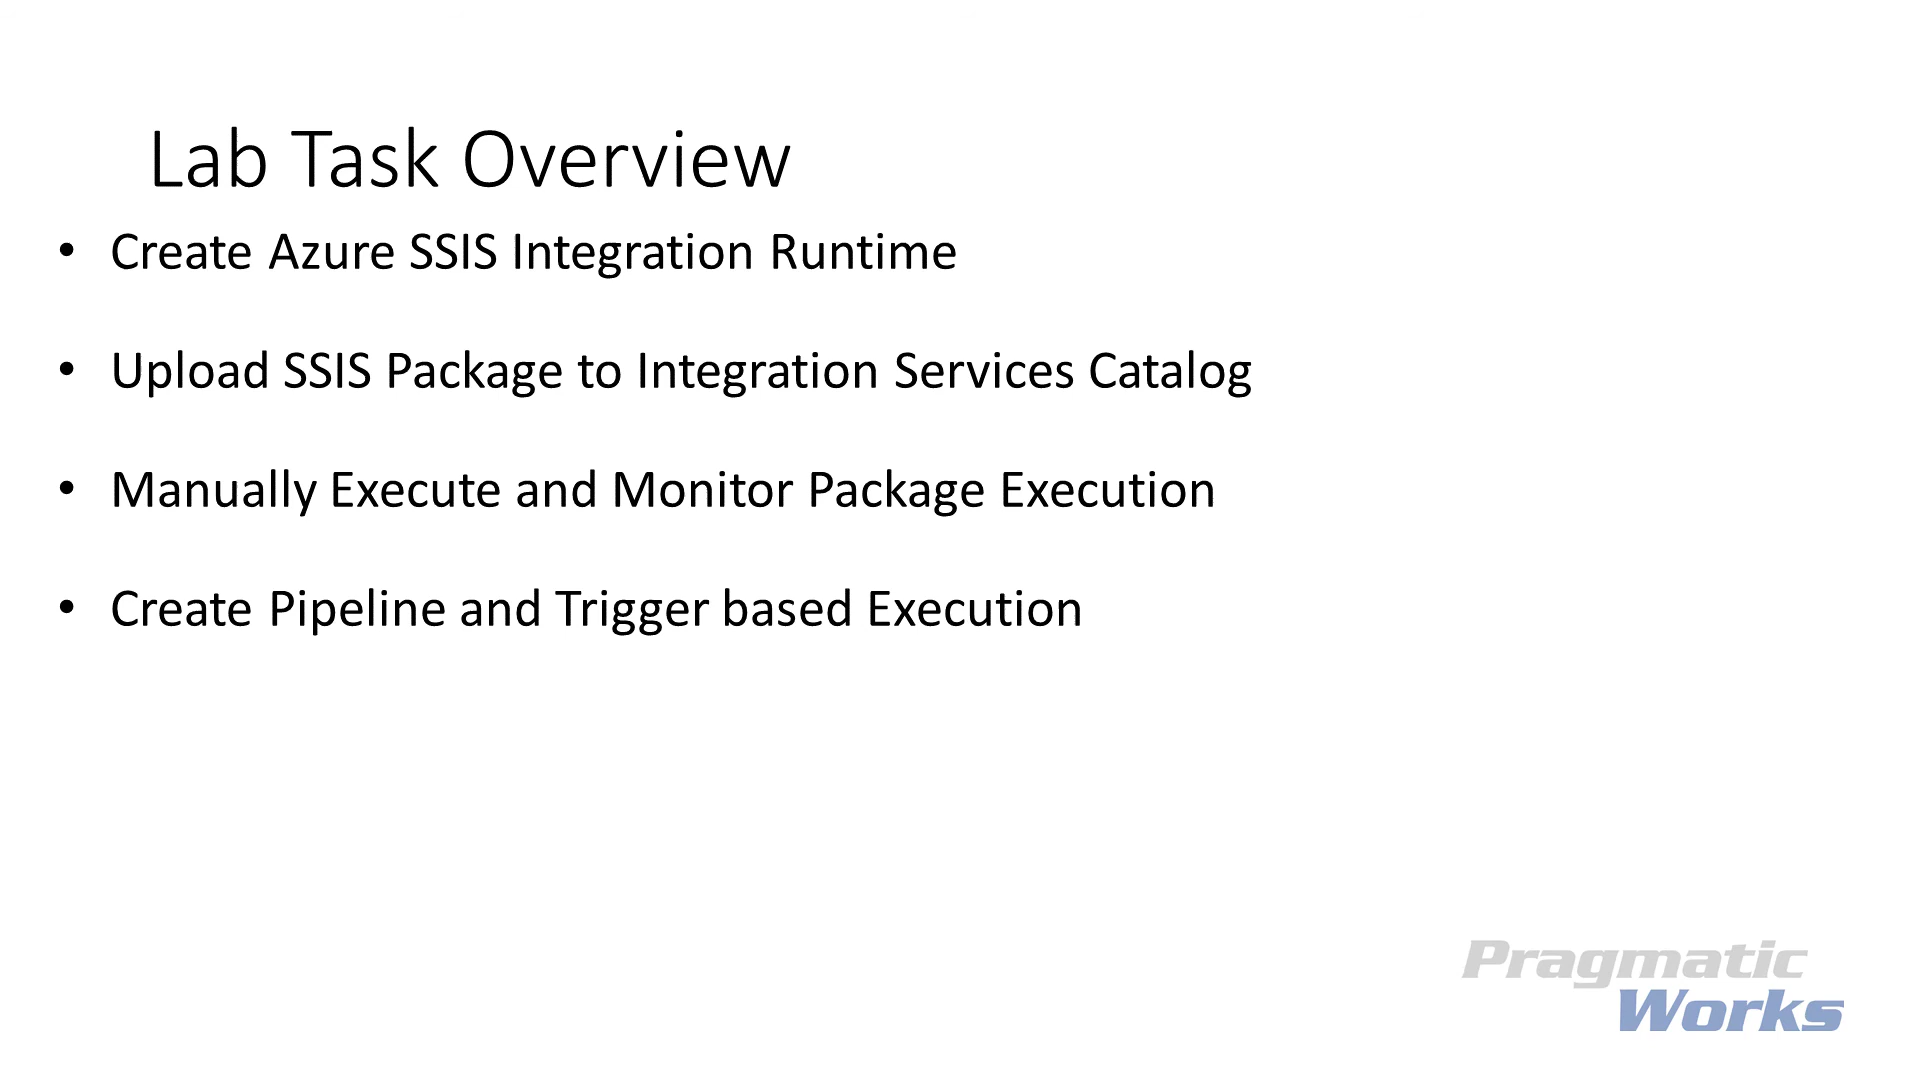 Lab Task Overview
• Create Azure SSIS Integration Runtime
• Upload SSIS Package to Integration Services Catalog
• Manually Execute and Monitor Package Execution
• Create Pipeline and Trigger based Execution
Pragmatic
Works